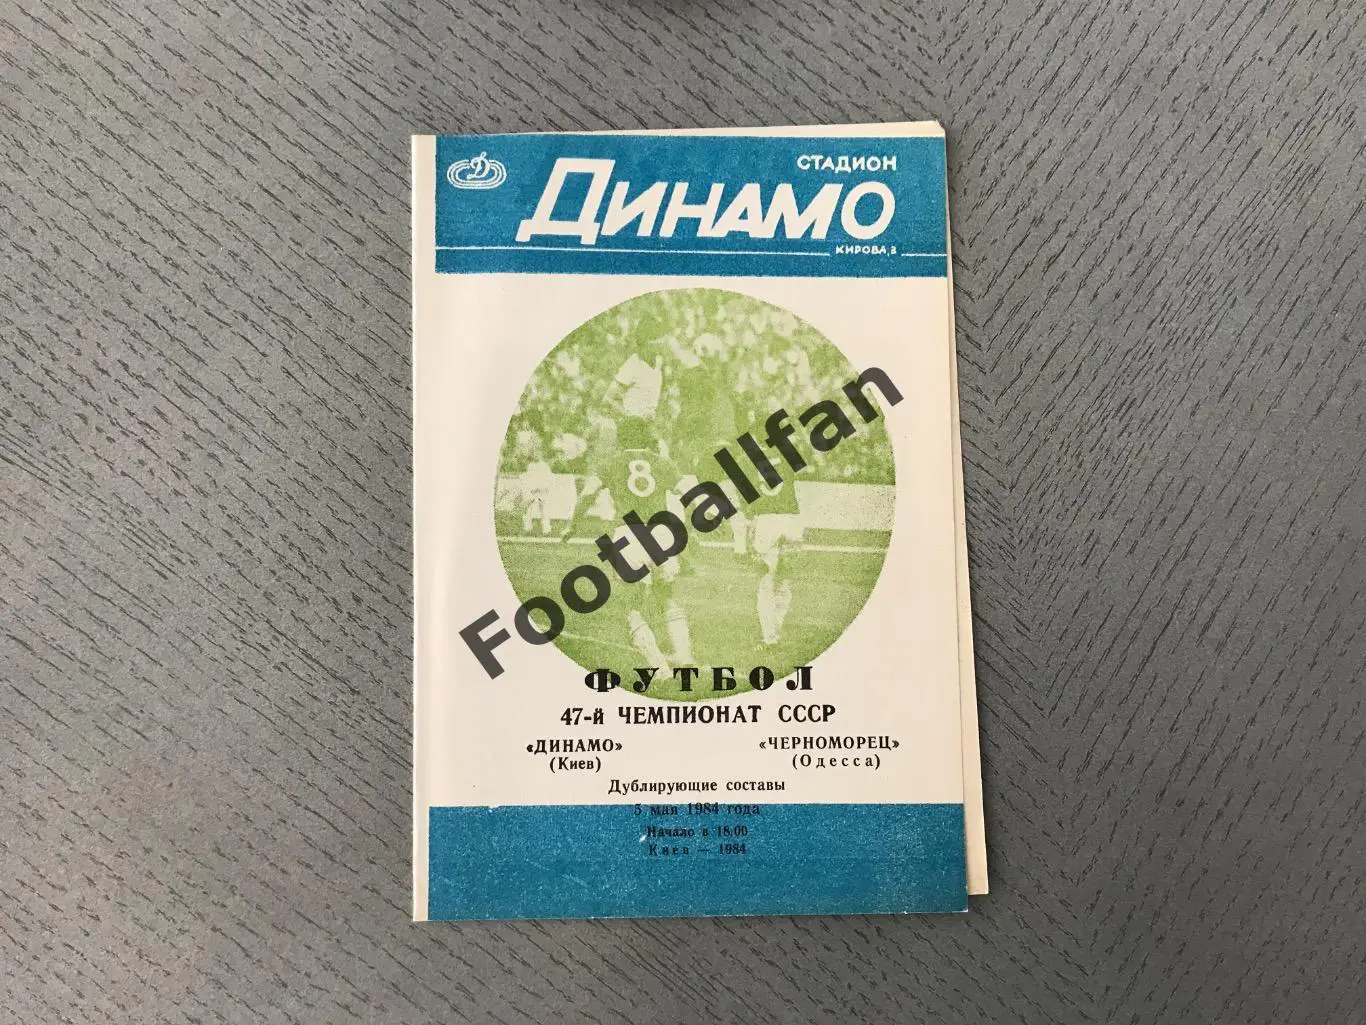 СТАДИОН
Д
ДИНАМО
КИРОВА, 3
8
Footballfan
ФУТБОЛ
47-й ЧЕМПИОНАТ СССР
«ДИНАМО» «ЧЕРНОМОРЕЦ»
(Киев) (Одесса)
Дублирующие составы
5 мая 1984 года
Начало в 18.00
Киев — 1984